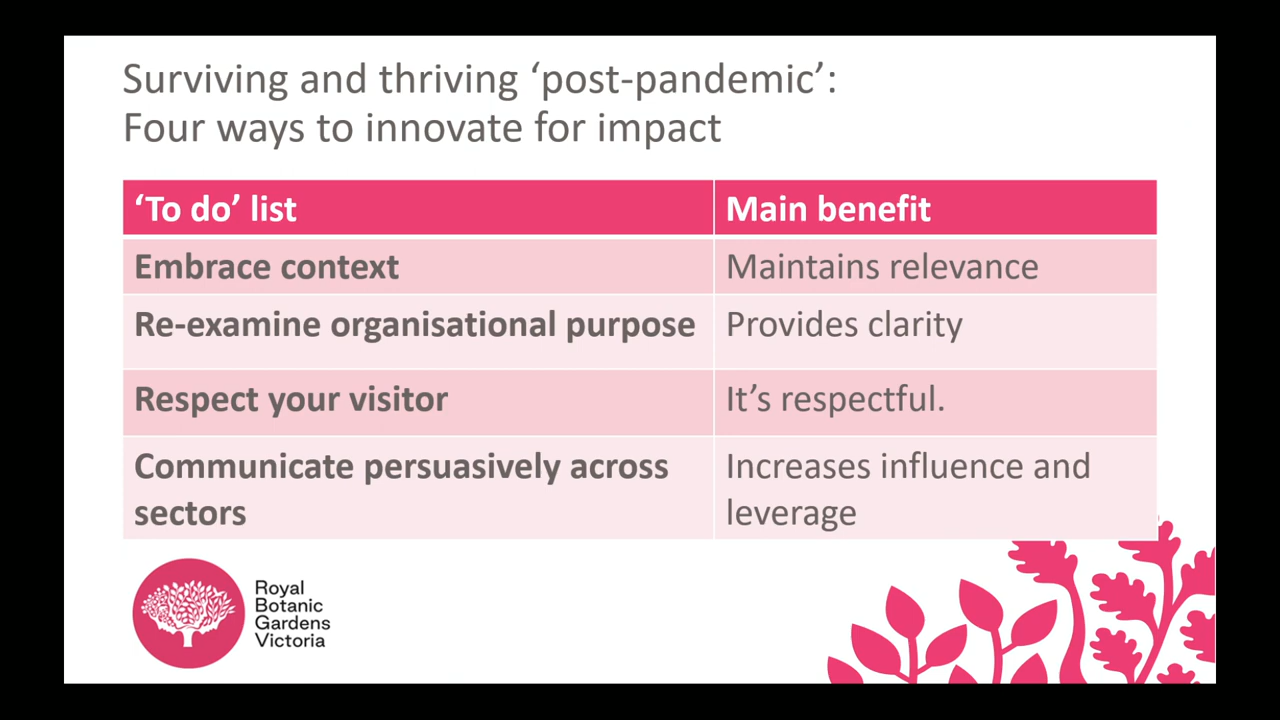 Surviving and thriving ‘post-pandemic’:
Four ways to innovate for impact
‘To do’ list
Main benefit
Embrace context
Maintains relevance
Re-examine organisational purpose
Provides clarity
Respect your visitor
It’s respectful.
Communicate persuasively across
sectors
Increases influence and
leverage
Royal
Botanic
Gardens
Victoria